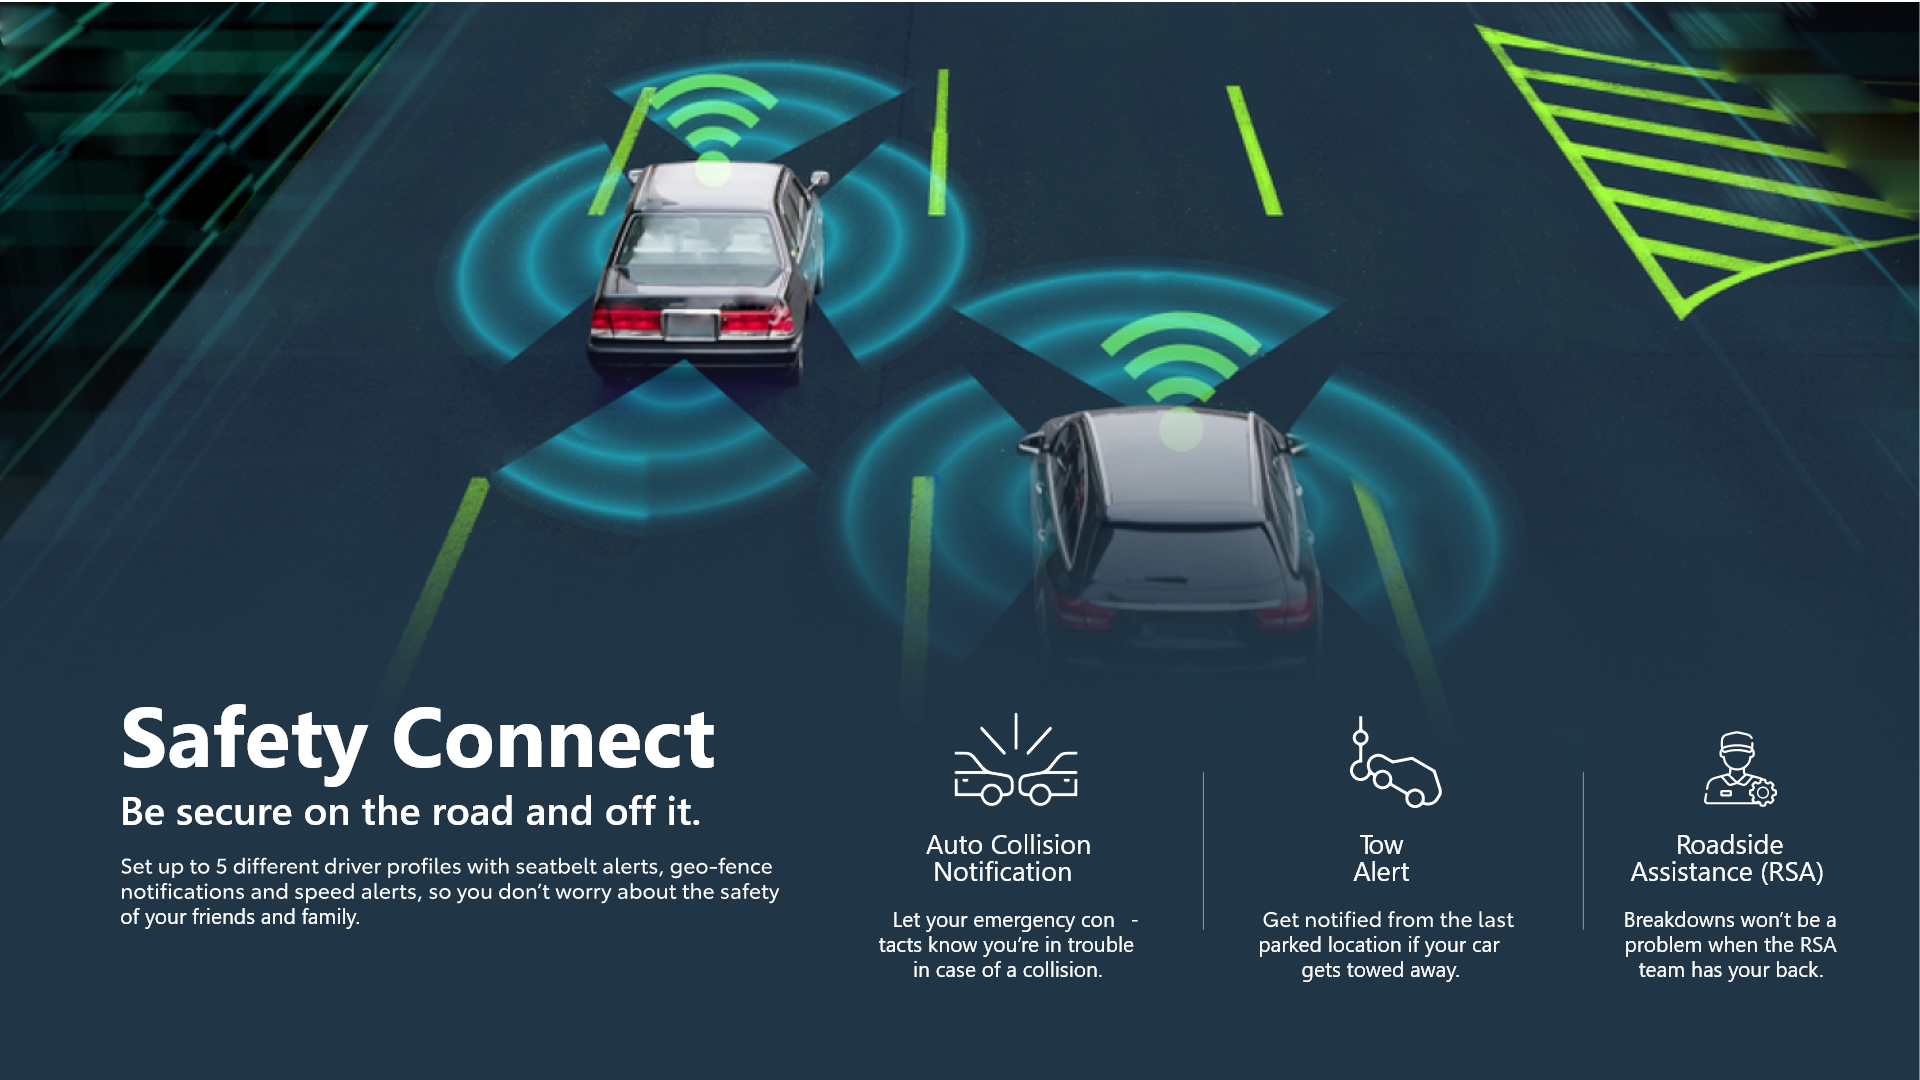 Safety Connect
Be secure on the road and off it.
Set up to 5 different driver profiles with seatbelt alerts, geo-fence
notifications and speed alerts, so you don't worry about the safety
of your friends and family.
Auto Collision
Notification
Let your emergency con -
tacts know you're in trouble
in case of a collision.
Tow
Alert
Get notified from the last
parked location if your car
gets towed away.
Roadside
Assistance (RSA)
Breakdowns won't be a
problem when the RSA
team has your back.